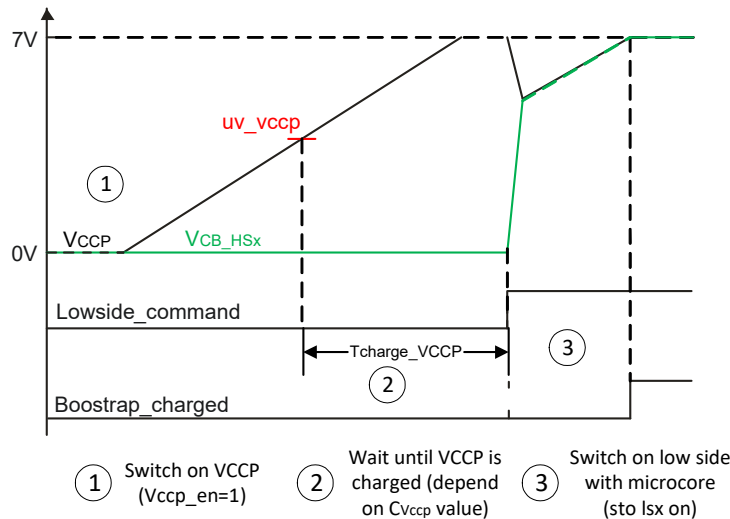 7V
uv_vccp
1
VCCP
VCB_HSx
0V
Lowside_command
Tcharge_VCCP
3
2
Boostrap_charged
1 Switch on VCCP
(Vccp_en=1)
2 Wait until VCCP is
charged (depend
on CVccp value)
3 Switch on low side
with microcore
(sto lsx on)